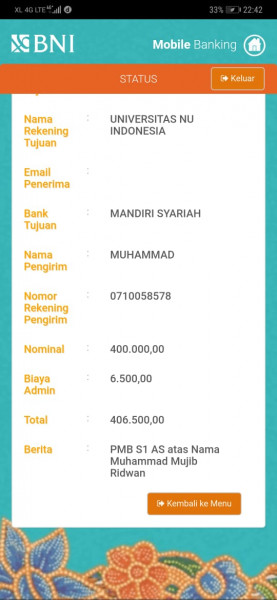 XL 4G LTE 33% 22:42
BNI Mobile Banking
STATUS Keluar
Nama : UNIVERSITAS NU
Rekening INDONESIA
Tujuan
Email :
Penerima
Bank : MANDIRI SYARIAH
Tujuan
Nama : MUHAMMAD
Pengirim
Nomor : 0710058578
Rekening
Pengirim
Nominal : 400.000,00
Biaya : 6.500,00
Admin
Total : 406.500,00
Berita : PMB S1 AS atas Nama
Muhammad Mujib
Ridwan
Kembali ke Menu